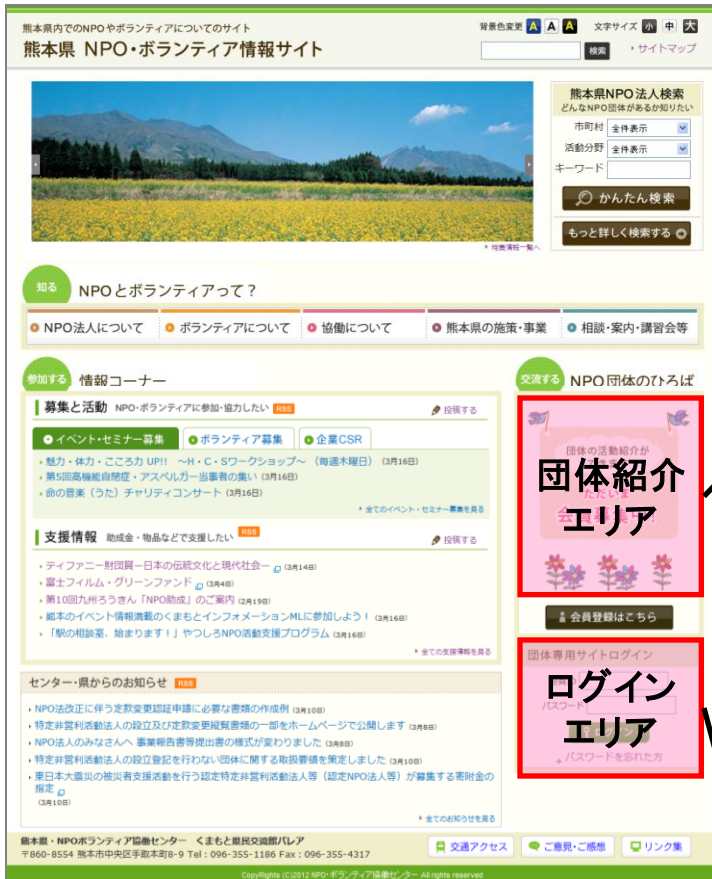 熊本県内でのNPOやボランティアについてのサイト
熊本県 NPO・ボランティア情報サイト
背景色変更 A A A 文字サイズ 小 中 大
検索 サイトマップ
熊本県NPO法人検索
どんなNPO団体があるか知りたい
市町村 全件表示
活動分野 全件表示
キーワード
かんたん検索
もっと詳しく検索する
特集情報一覧へ
知る NPOとボランティアって？
NPO法人について ボランティアについて 協働について 熊本県の施策・事業 相談・案内・講習会等
参加する 情報コーナー
募集と活動 NPO・ボランティアに参加・協力したい RSS 投稿する
イベント・セミナー募集 ボランティア募集 企業CSR
魅力・体力・こころ力 UP!! ～H・C・Sワークショップ～ （毎週木曜日） (3月16日)
第5回高機能自閉症・アスペルガー当事者の集い (3月16日)
命の音楽（うた）チャリティコンサート (3月16日)
全てのイベント・セミナー募集を見る
支援情報 助成金・物品などで支援したい RSS 投稿する
ティファニー財団賞－日本の伝統文化と現代社会－ (3月14日)
富士フィルム・グリーンファンド (3月4日)
第10回九州ろうきん「NPO助成」のご案内 (2月19日)
熊本のイベント情報満載のくまもとインフォメーションMLに参加しよう！ (3月16日)
「駅の相談室、始まります！」やつしろNPO活動支援プログラム (3月16日)
全ての支援情報を見る
センター・県からのお知らせ RSS
NPO法改正に伴う定款変更認証申請に必要な書類の作成例 (3月10日)
特定非営利活動法人の設立及び定款変更縦覧書類の一部をホームページで公開します (3月8日)
NPO法人のみなさんへ 事業報告書等提出書の様式が変わりました (3月8日)
特定非営利活動法人の設立登記を行わない団体に関する取扱要領を策定しました (3月10日)
東日本大震災の被災者支援活動を行う認定特定非営利活動法人等（認定NPO法人等）が募集する寄附金の
指定
(3月10日)
全てのお知らせを見る
交流する NPO団体のひろば
団体の活動紹介が
団体紹介
エリア
ただいま
会員募集中！
会員登録はこちら
団体専用サイトログイン
ログイン
エリア
パスワード
パスワードを忘れた方
熊本県・NPOボランティア協働センター くまもと県民交流館パレア
〒860-8554 熊本市中央区手取本町8-9 Tel : 096-355-1186 Fax : 096-355-4317
交通アクセス ご意見・ご感想 リンク集
CopyRights (C)2012 NPO・ボランティア協働センター All rights reserved